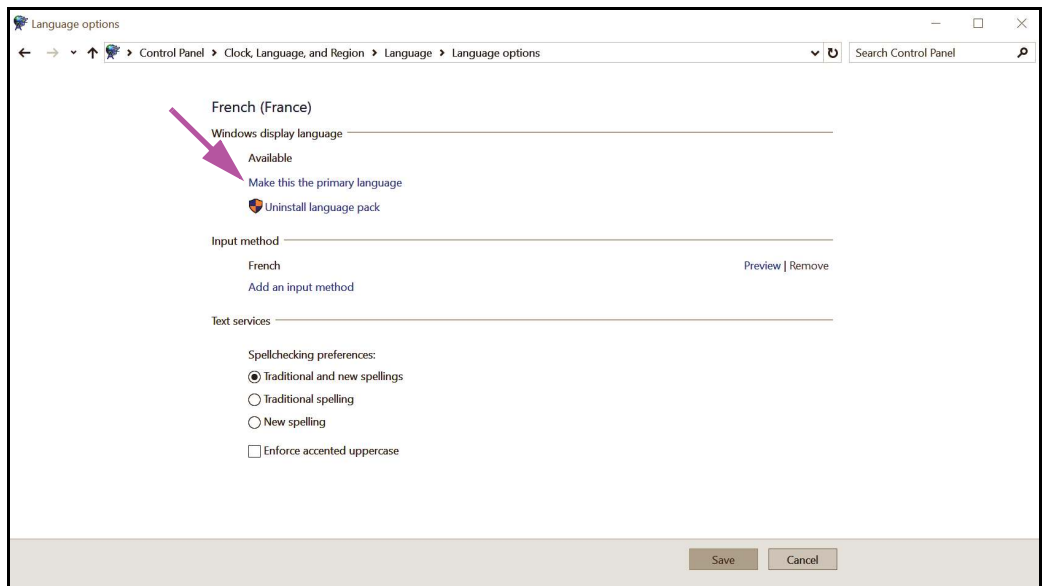 Language options
Control Panel > Clock, Language, and Region > Language > Language options
Search Control Panel
French (France)
Windows display language
Available
Make this the primary language
Uninstall language pack
Input method
French Preview | Remove
Add an input method
Text services
Spellchecking preferences:
Traditional and new spellings
Traditional spelling
New spelling
Enforce accented uppercase
Save Cancel